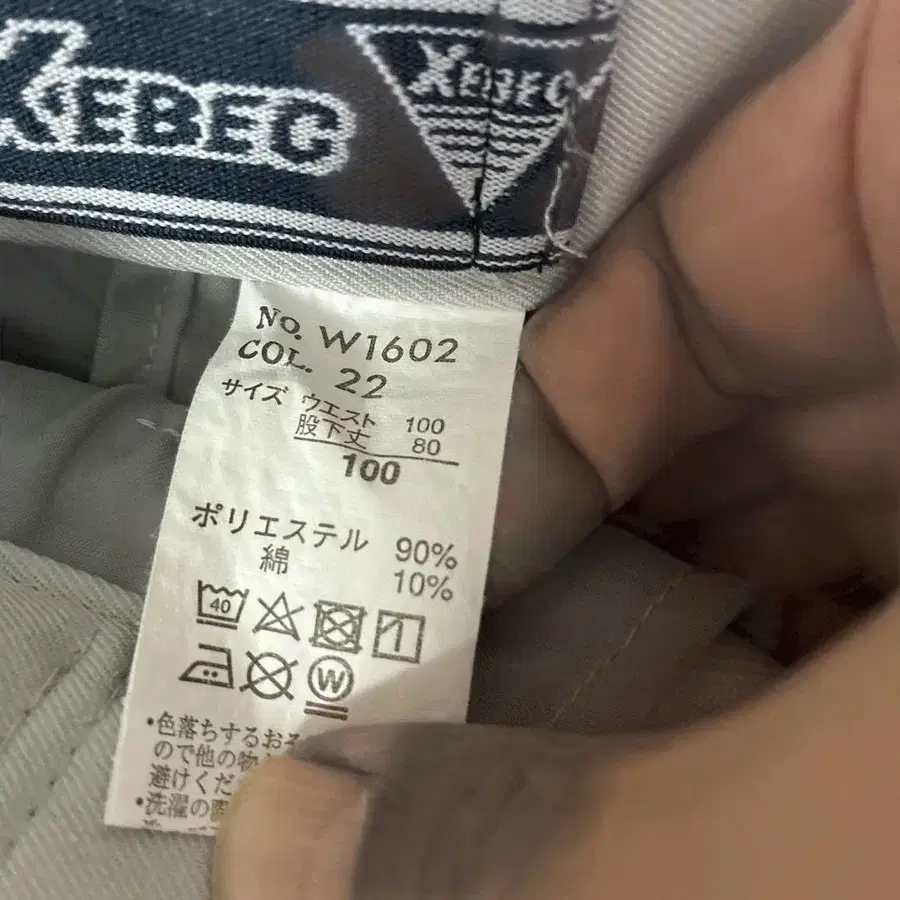 XEBEC
XEBEC
No. W1602
COL. 22
サイズ ウエスト 100
股下丈 80
100
ポリエステル 90%
綿 10%
40
W
•色落ちするおそ
ので他の物
避けくだ
•洗濯の際